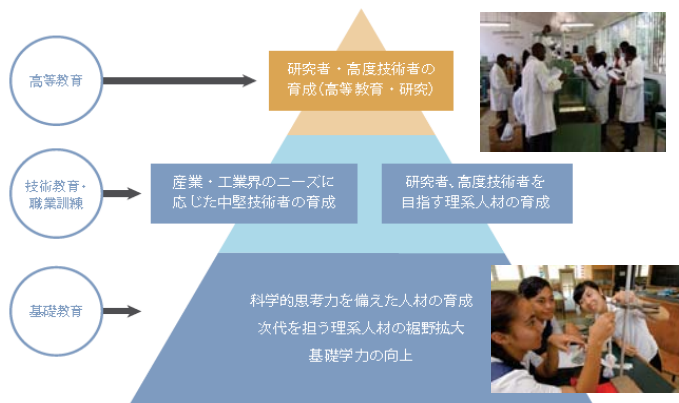 高等教育
研究者・高度技術者の
育成(高等教育・研究)
技術教育・
職業訓練
産業・工業界のニーズに
応じた中堅技術者の育成
研究者、高度技術者を
目指す理系人材の育成
基礎教育
科学的思考力を備えた人材の育成
次代を担う理系人材の裾野拡大
基礎学力の向上